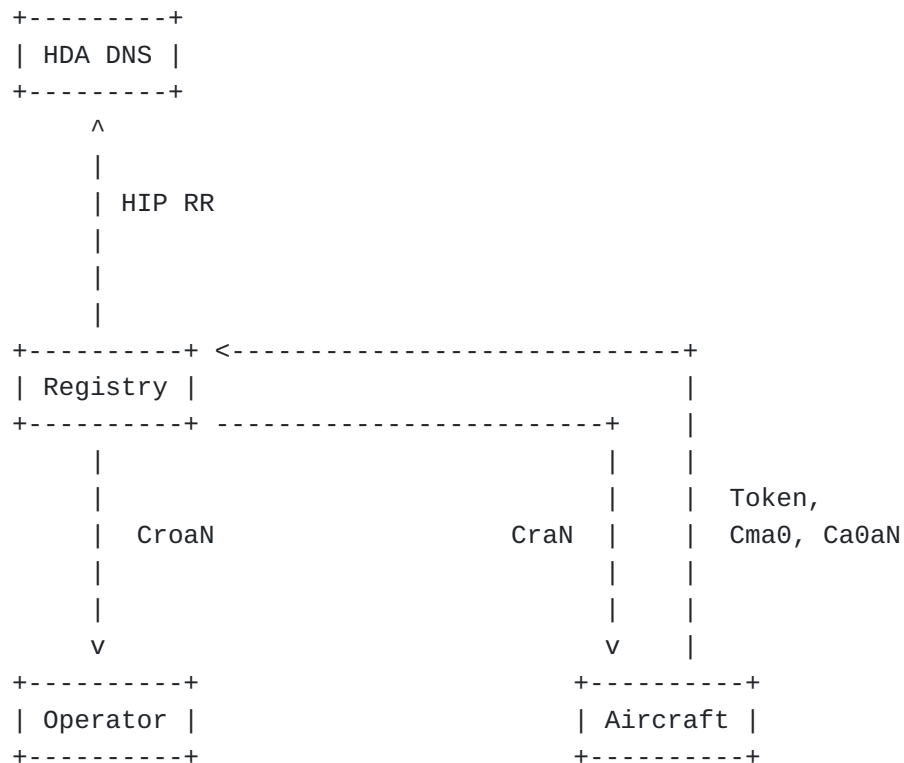 HDA DNS
HIP RR
Registry
Token,
CroaN CraN Cma0, Ca0aN
Operator Aircraft